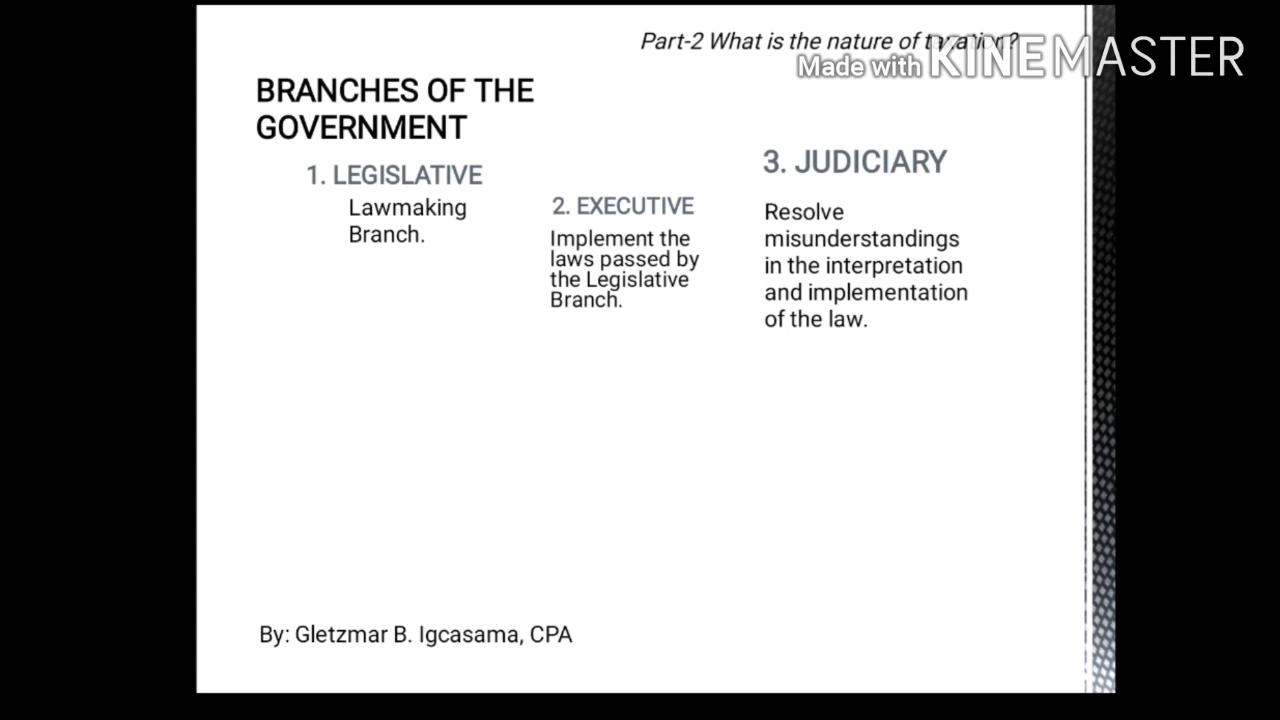 Part-2 What is the nature of taxation?
Made with KINEMASTER
BRANCHES OF THE
GOVERNMENT
1. LEGISLATIVE
Lawmaking
Branch.
2. EXECUTIVE
Implement the
laws passed by
the Legislative
Branch.
3. JUDICIARY
Resolve
misunderstandings
in the interpretation
and implementation
of the law.
By: Gletzmar B. Igcasama, CPA